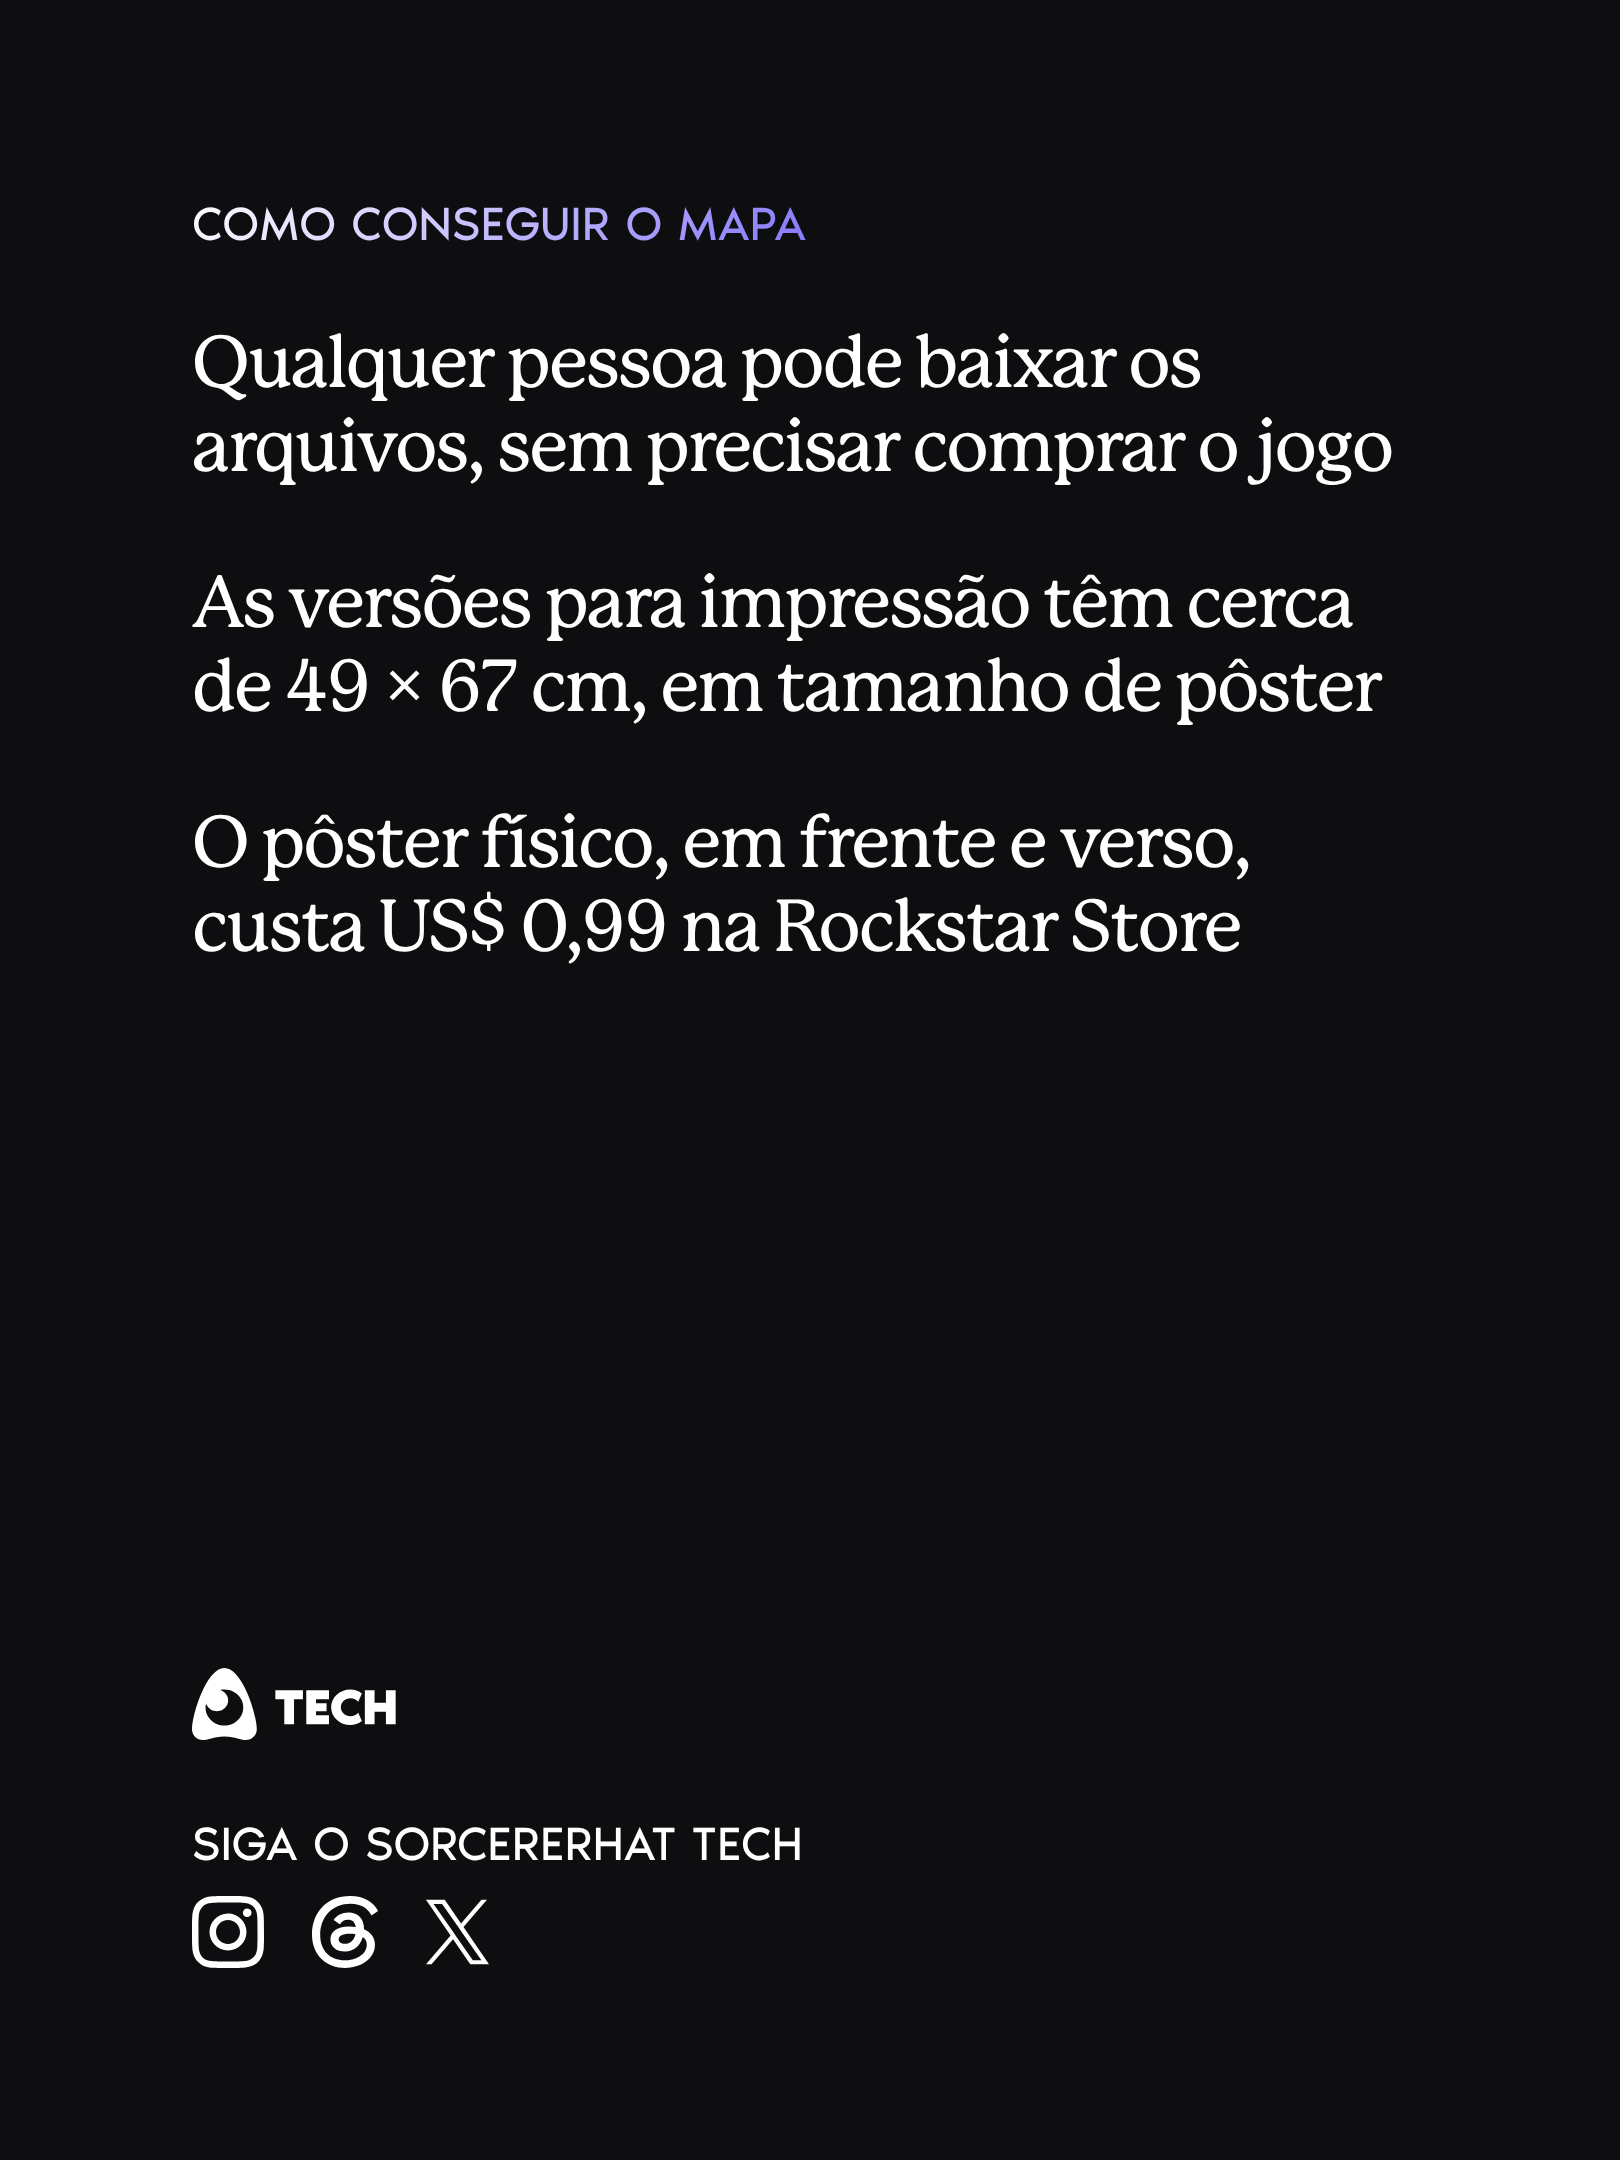 COMO CONSEGUIR O MAPA
Qualquer pessoa pode baixar os
arquivos, sem precisar comprar o jogo
As versões para impressão têm cerca
de 49 × 67 cm, em tamanho de pôster
O pôster físico, em frente e verso,
custa US$ 0,99 na Rockstar Store
TECH
SIGA O SORCERERHAT TECH